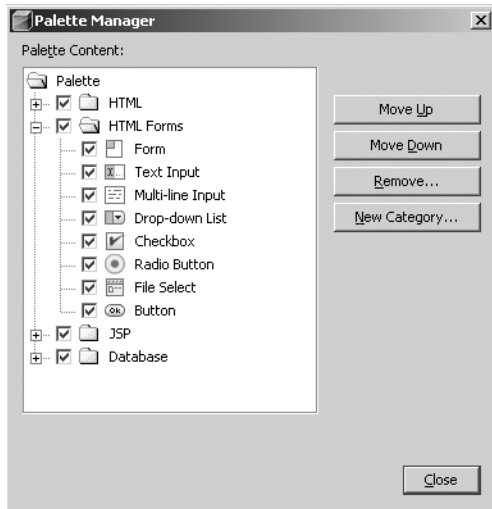 Palette Manager
Palette Content:
Palette
HTML
HTML Forms
Form
Text Input
Multi-line Input
Drop-down List
Checkbox
Radio Button
File Select
Button
JSP
Database
Move Up
Move Down
Remove...
New Category...
Close